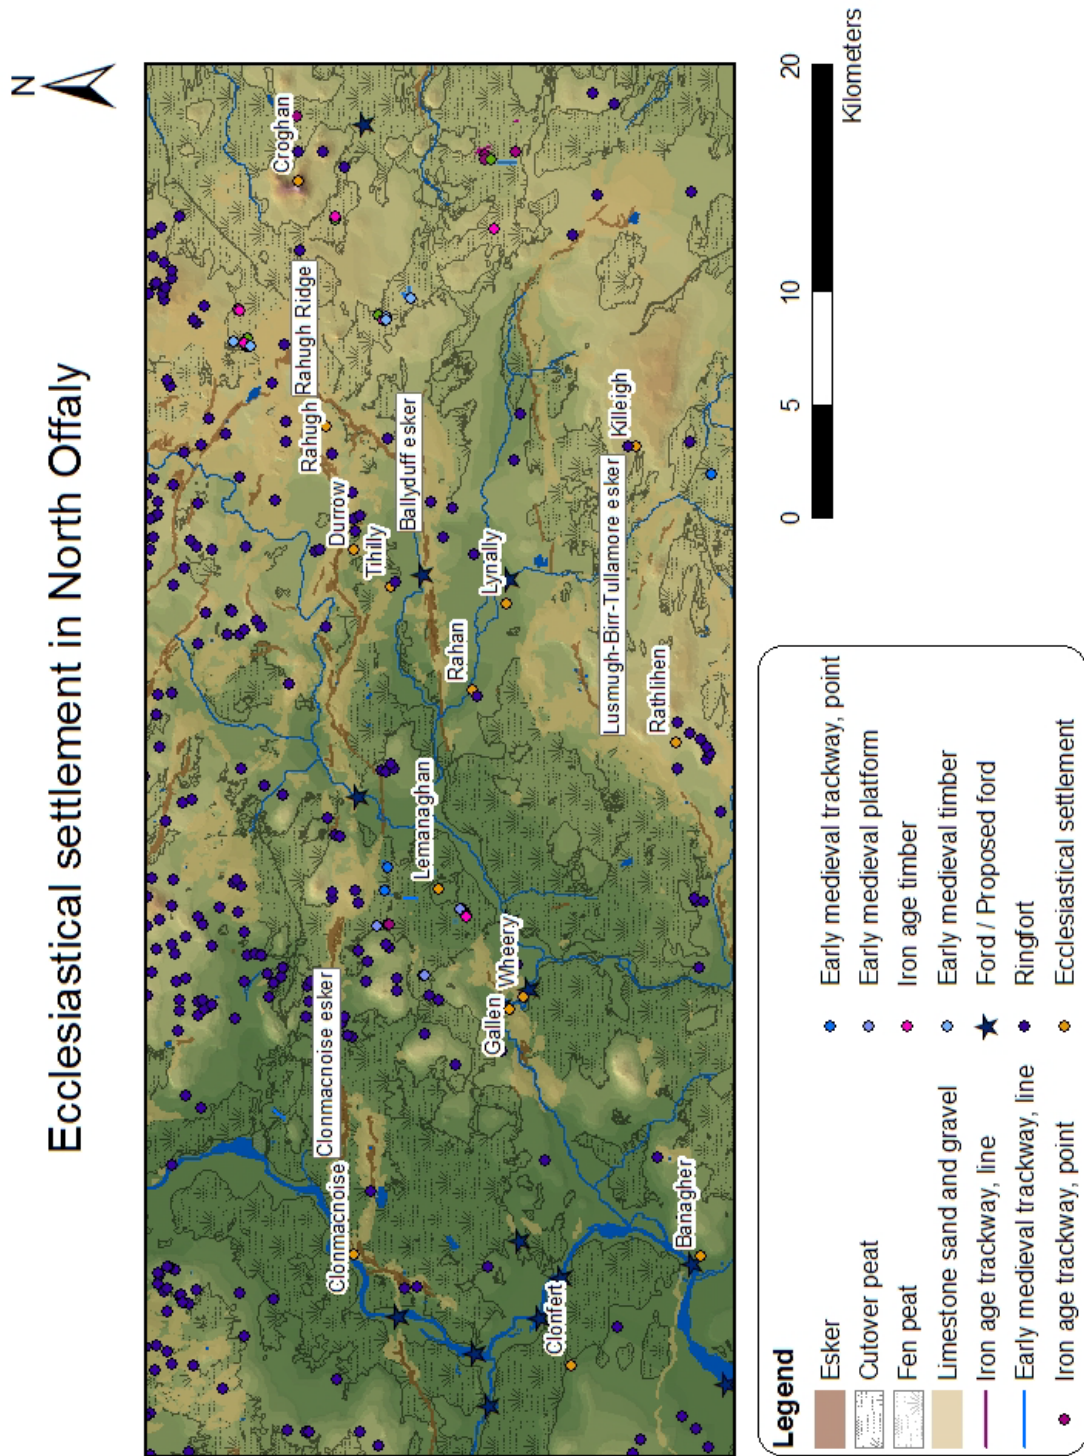 Ecclesiastical settlement in North Offaly
N
Croghan
Rahugh Ridge
Rahugh
Durrow
Tihilly
Ballyduff esker
Lynally
Rahan
Killeigh
Lusmugh-Birr-Tullamore esker
Rathlihen
Lemanaghan
Clonmacnoise esker
Gallen
Wheery
Clonmacnoise
Clonfert
Banagher
Legend
Esker
Cutover peat
Fen peat
Limestone sand and gravel
Iron age trackway, line
Early medieval trackway, line
Iron age trackway, point
Early medieval trackway, point
Early medieval platform
Iron age timber
Early medieval timber
Ford / Proposed ford
Ringfort
Ecclesiastical settlement
0 5 10 20
Kilometers